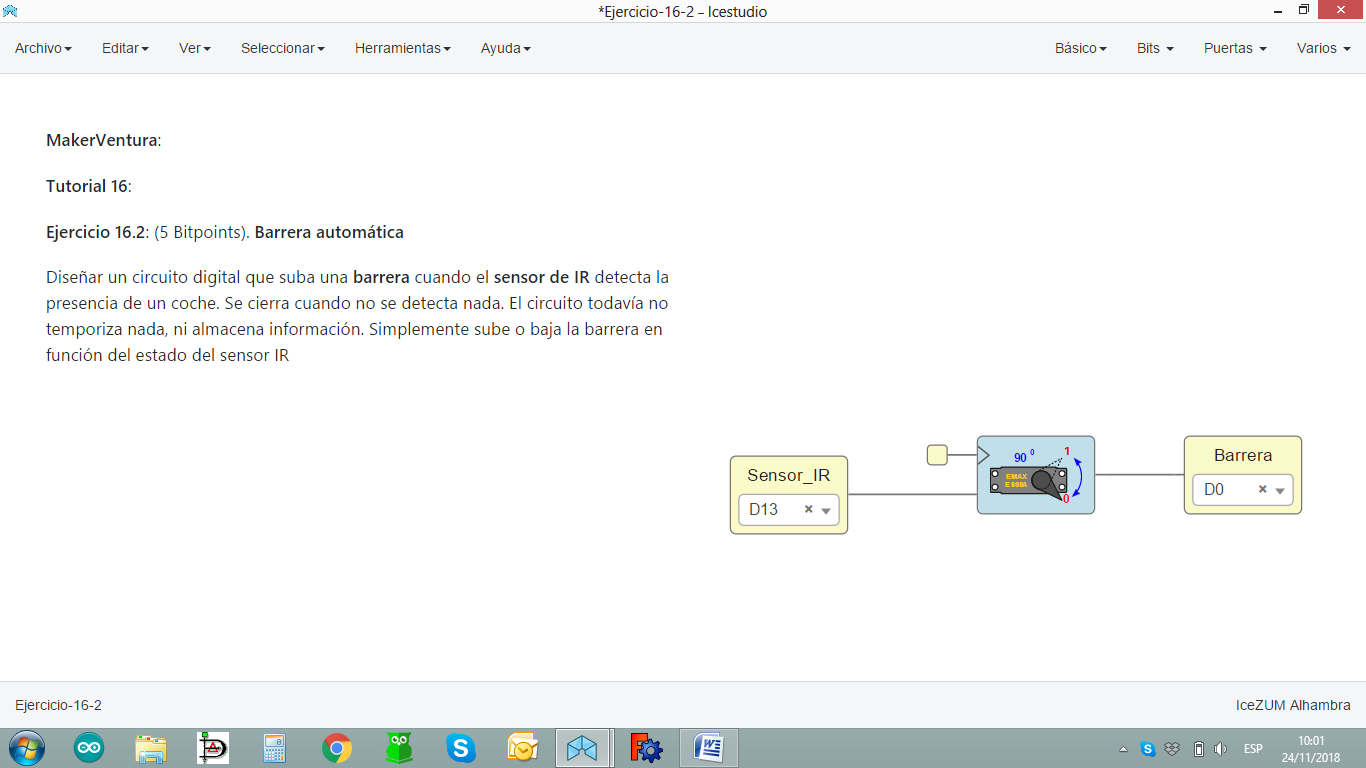 *Ejercicio-16-2 – Icestudio
Archivo Editar Ver Seleccionar Herramientas Ayuda Básico Bits Puertas Varios
MakerVentura:
Tutorial 16:
Ejercicio 16.2: (5 Bitpoints). Barrera automática
Diseñar un circuito digital que suba una barrera cuando el sensor de IR detecta la
presencia de un coche. Se cierra cuando no se detecta nada. El circuito todavía no
temporiza nada, ni almacena información. Simplemente sube o baja la barrera en
función del estado del sensor IR
Sensor_IR
D13
90 0
1
EMAX
0
Barrera
D0
Ejercicio-16-2 IceZUM Alhambra
ESP
10:01
24/11/2018